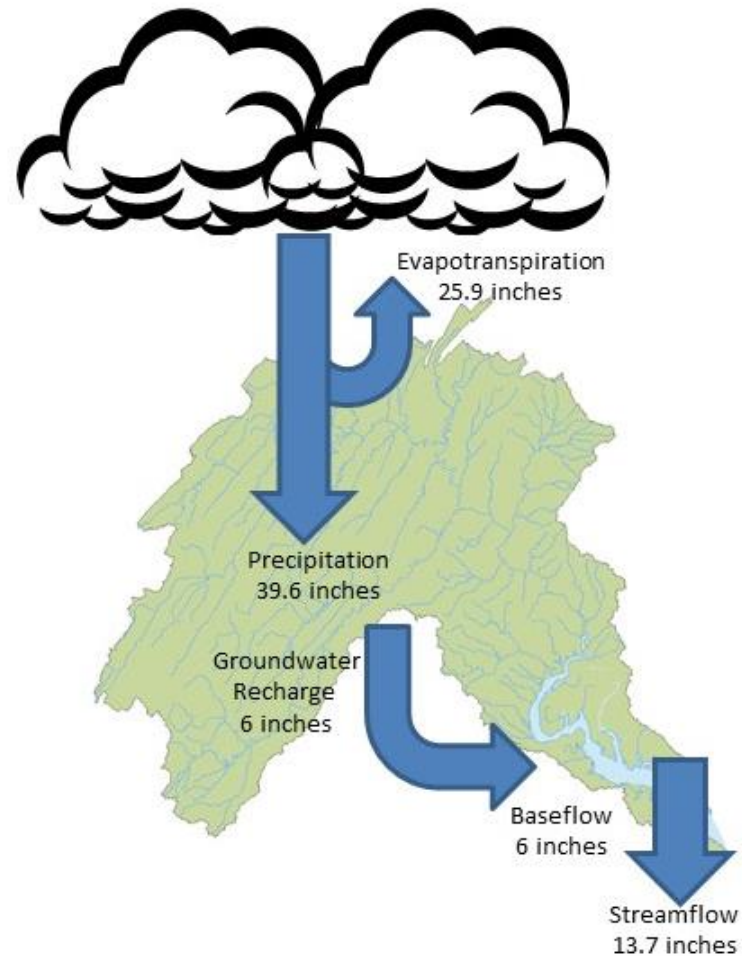 Evapotranspiration
25.9 inches
Precipitation
39.6 inches
Groundwater
Recharge
6 inches
Baseflow
6 inches
Streamflow
13.7 inches